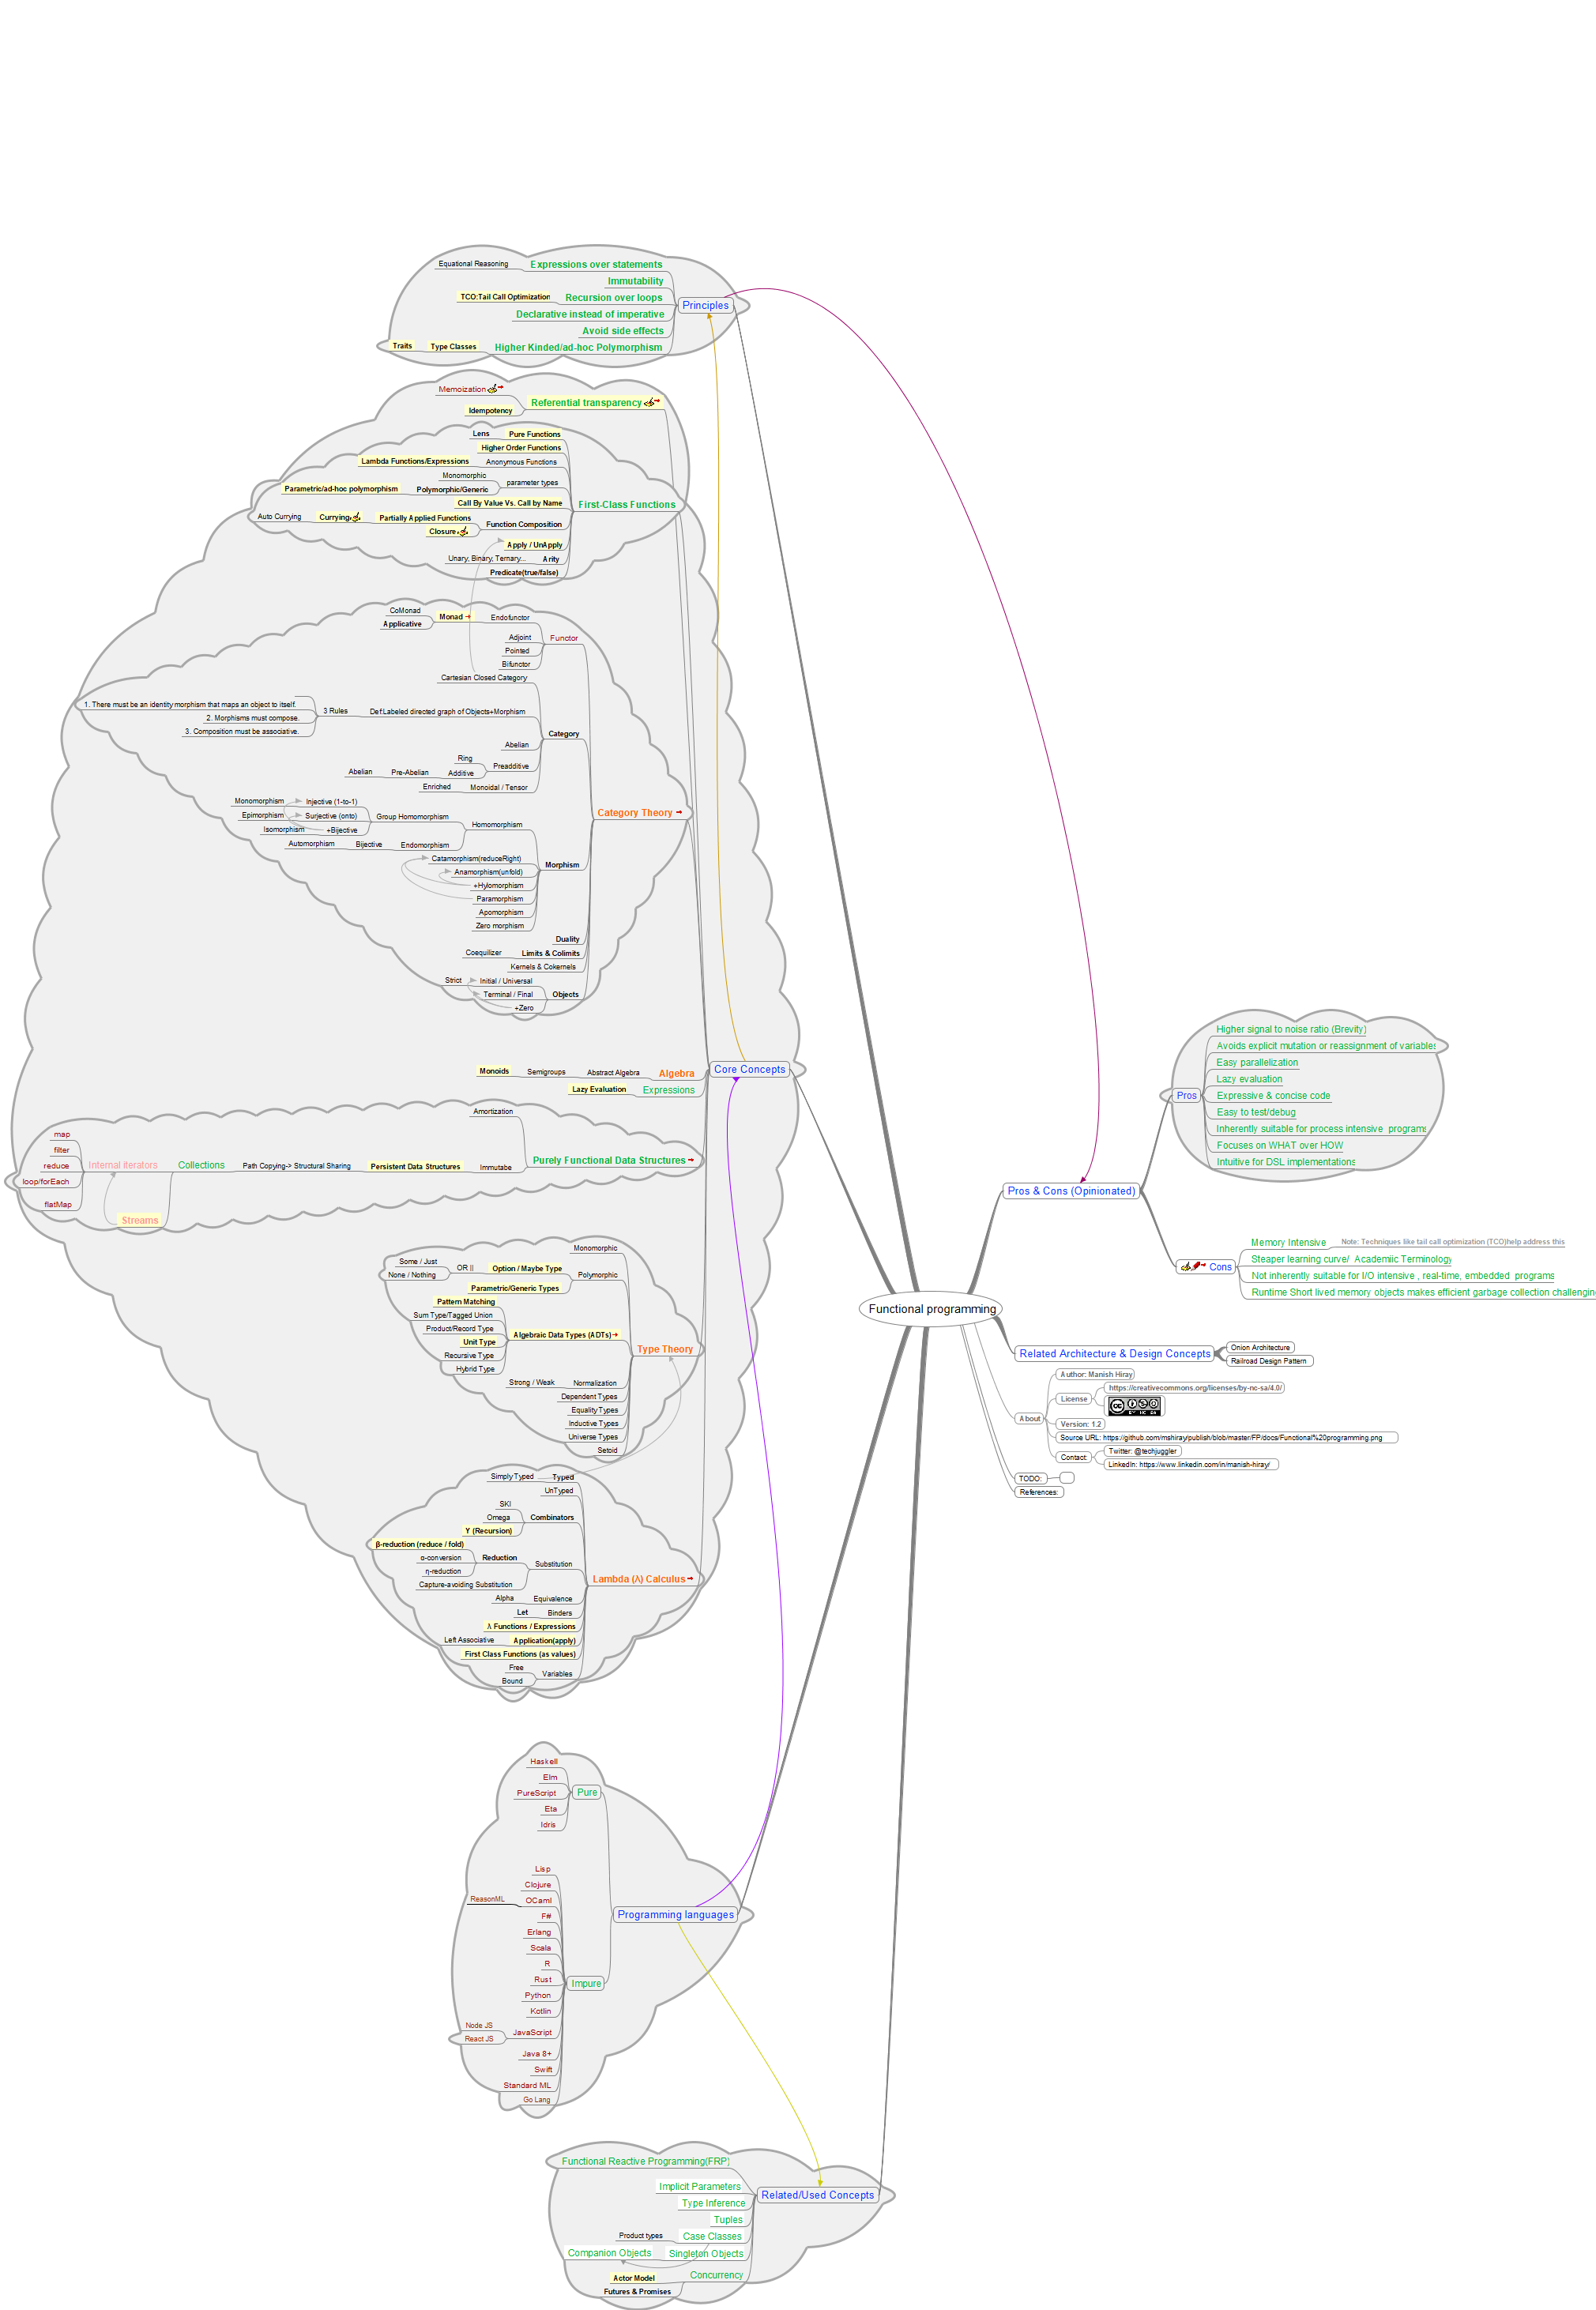 Equational Reasoning
Expressions over statements
Immutability
TCO:Tail Call Optimization
Recursion over loops
Principles
Declarative instead of imperative
Avoid side effects
Traits
Type Classes
Higher Kinded/ad-hoc Polymorphism
Memoization
Referential transparency
Idempotency
Lens
Pure Functions
Higher Order Functions
Lambda Functions/Expressions
Anonymous Functions
Monomorphic
parameter types
Parametric/ad-hoc polymorphism
Polymorphic/Generic
Call By Value Vs. Call by Name
First-Class Functions
Auto Currying
Currying
Partially Applied Functions
Function Composition
Closure
Apply / UnApply
Unary, Binary, Ternary...
Arity
Predicate(true/false)
CoMonad
Monad
Endofunctor
Applicative
Adjoint
Functor
Pointed
Bifunctor
Cartesian Closed Category
1. There must be an identity morphism that maps an object to itself.
3 Rules
Def:Labeled directed graph of Objects+Morphism
2. Morphisms must compose.
3. Composition must be associative.
Category
Abelian
Ring
Preadditive
Abelian
Pre-Abelian
Additive
Enriched
Monoidal / Tensor
Category Theory
Monomorphism
Injective (1-to-1)
Epimorphism
Surjective (onto)
Group Homomorphism
Homomorphism
Isomorphism
+Bijective
Automorphism
Bijective
Endomorphism
Catamorphism(reduceRight)
Morphism
Anamorphism(unfold)
+Hylomorphism
Paramorphism
Apomorphism
Zero morphism
Duality
Coequilizer
Limits & Colimits
Kernels & Cokernels
Strict
Initial / Universal
Terminal / Final
Objects
+Zero
Core Concepts
Monoids
Semigroups
Abstract Algebra
Algebra
Lazy Evaluation
Expressions
Amortization
map
filter
reduce
loop/forEach
flatMap
Internal iterators
Collections
Streams
Path Copying-> Structural Sharing
Persistent Data Structures
Immutabe
Purely Functional Data Structures
Monomorphic
Some / Just
OR ||
Option / Maybe Type
Polymorphic
None / Nothing
Parametric/Generic Types
Pattern Matching
Sum Type/Tagged Union
Product/Record Type
Algebraic Data Types (ADTs)
Unit Type
Type Theory
Recursive Type
Hybrid Type
Strong / Weak
Normalization
Dependent Types
Equality Types
Inductive Types
Universe Types
Setoid
Simply Typed
Typed
UnTyped
SKI
Omega
Combinators
Y (Recursion)
β-reduction (reduce / fold)
α-conversion
Reduction
Substitution
η-reduction
Lambda (λ) Calculus
Capture-avoiding Substitution
Alpha
Equivalence
Let
Binders
λ Functions / Expressions
Left Associative
Application(apply)
First Class Functions (as values)
Free
Variables
Bound
Haskell
Elm
PureScript
Pure
Eta
Idris
Lisp
Clojure
ReasonML
OCaml
Programming languages
F#
Erlang
Scala
R
Rust
Impure
Python
Kotlin
Node JS
JavaScript
React JS
Java 8+
Swift
Standard ML
Go Lang
Functional Reactive Programming(FRP)
Implicit Parameters
Related/Used Concepts
Type Inference
Tuples
Product types
Case Classes
Companion Objects
Singleton Objects
Actor Model
Concurrency
Futures & Promises
Functional programming
Higher signal to noise ratio (Brevity)
Avoids explicit mutation or reassignment of variables
Easy parallelization
Lazy evaluation
Pros
Expressive & concise code
Easy to test/debug
Inherently suitable for process intensive programs
Focuses on WHAT over HOW
Intuitive for DSL implementations
Pros & Cons (Opinionated)
Memory Intensive
Note: Techniques like tail call optimization (TCO)help address this
Steaper learning curve/ Academiic Terminology
Cons
Not inherently suitable for I/O intensive , real-time, embedded programs
Runtime Short lived memory objects makes efficient garbage collection challenging
Related Architecture & Design Concepts
Onion Architecture
Railroad Design Pattern
Author: Manish Hiray
License
https://creativecommons.org/licenses/by-nc-sa/4.0/
cc
BY NC SA
About
Version: 1.2
Source URL: https://github.com/mshiray/publish/blob/master/FP/docs/Functional%20programming.png
Contact:
Twitter: @techjuggler
LinkedIn: https://www.linkedin.com/in/manish-hiray/
TODO:
References: